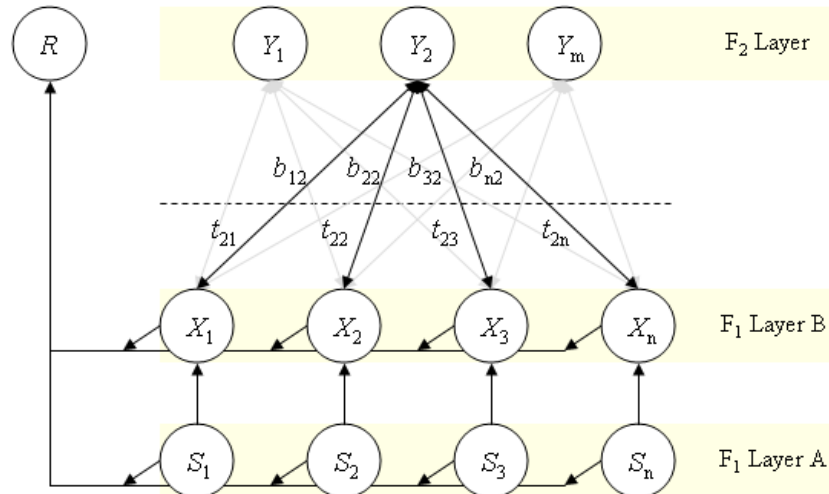 R Y₁ Y₂ Yₘ F₂ Layer
b₁₂ b₂₂ b₃₂ bₙ₂
t₂₁ t₂₂ t₂₃ t₂ₙ
X₁ X₂ X₃ Xₙ F₁ Layer B
S₁ S₂ S₃ Sₙ F₁ Layer A